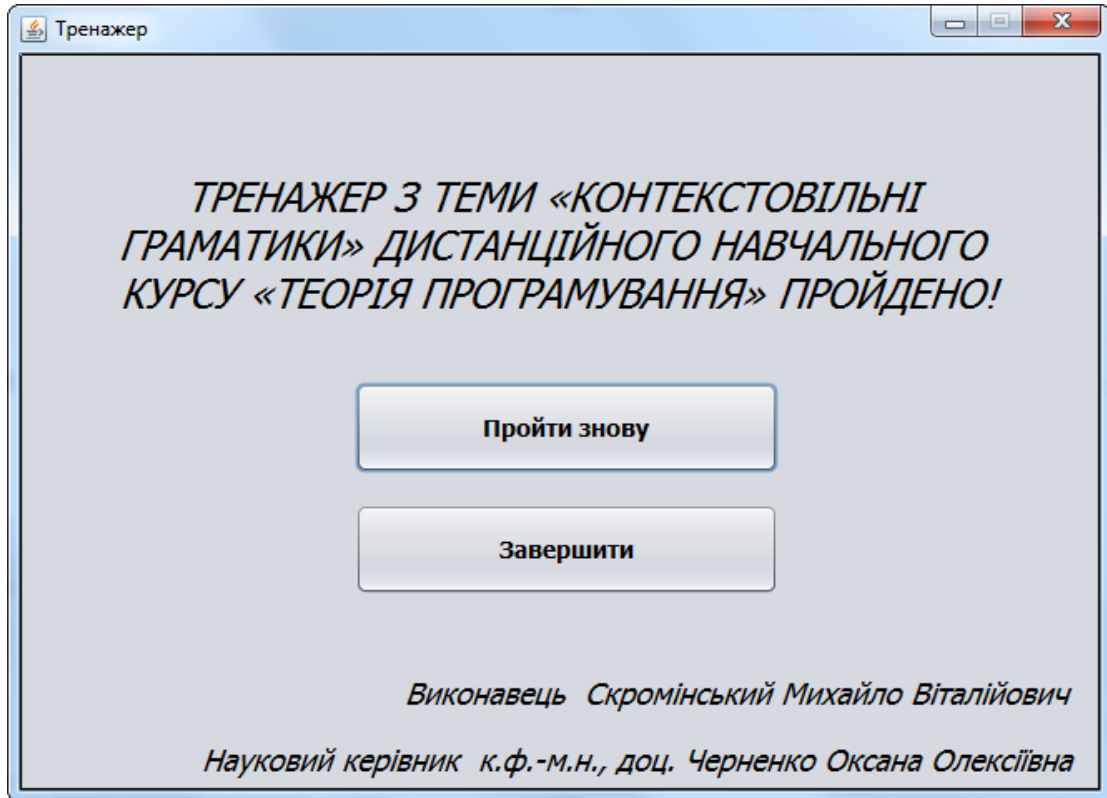 Тренажер
ТРЕНАЖЕР З ТЕМИ «КОНТЕКСТОВІЛЬНІ
ГРАМАТИКИ» ДИСТАНЦІЙНОГО НАВЧАЛЬНОГО
КУРСУ «ТЕОРІЯ ПРОГРАМУВАННЯ» ПРОЙДЕНО!
Пройти знову
Завершити
Виконавець Скромінський Михайло Віталійович
Науковий керівник к.ф.-м.н., доц. Черненко Оксана Олексіївна